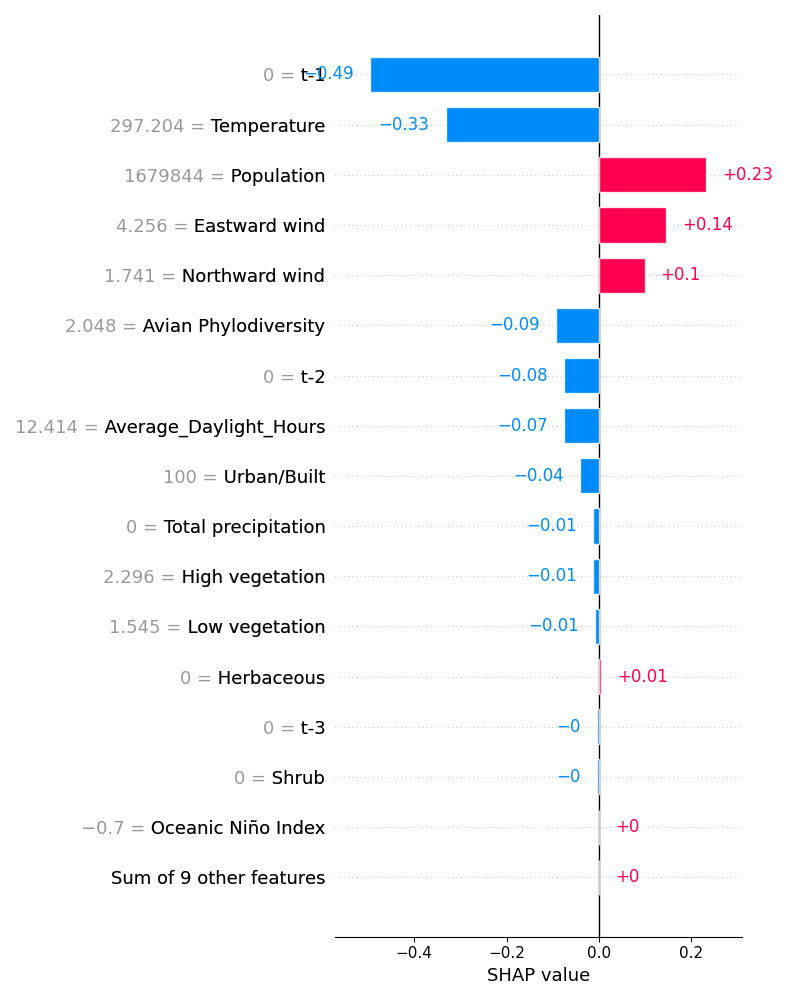 0 = t-1 −0.49
297.204 = Temperature −0.33
1679844 = Population +0.23
4.256 = Eastward wind +0.14
1.741 = Northward wind +0.1
2.048 = Avian Phylodiversity −0.09
0 = t-2 −0.08
12.414 = Average_Daylight_Hours −0.07
100 = Urban/Built −0.04
0 = Total precipitation −0.01
2.296 = High vegetation −0.01
1.545 = Low vegetation −0.01
0 = Herbaceous +0.01
0 = t-3 −0
0 = Shrub −0
−0.7 = Oceanic Niño Index +0
Sum of 9 other features +0
−0.4 −0.2 0.0 0.2
SHAP value